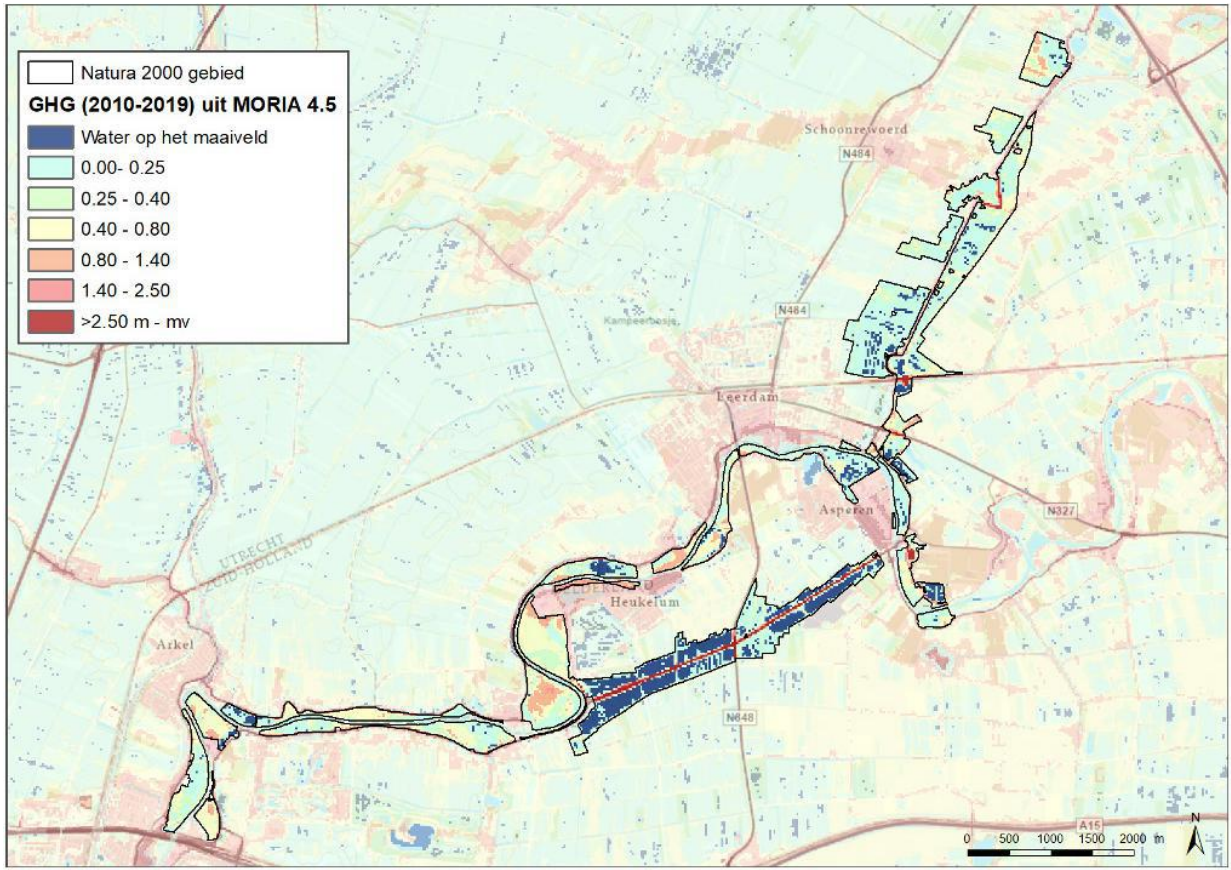 Natura 2000 gebied
GHG (2010-2019) uit MORIA 4.5
Water op het maaiveld
0.00- 0.25
0.25 - 0.40
0.40 - 0.80
0.80 - 1.40
1.40 - 2.50
>2.50 m - mv
Schoonrewoerd
N484
N484
Leerdam
Asperen
N327
UTRECHT
ZUID-HOLLAND
Heukelum
Arkel
N848
A15
N
0 500 1000 1500 2000 m